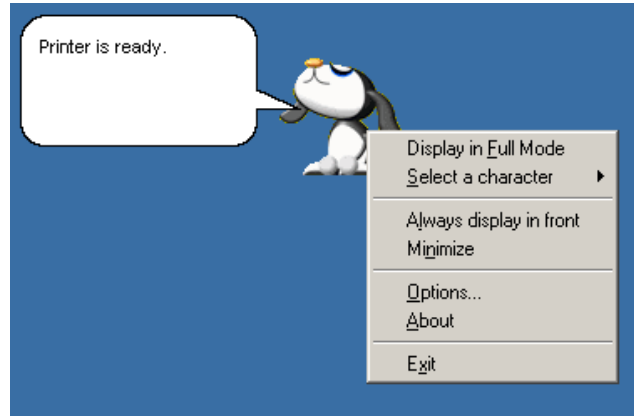 Printer is ready.
Display in Full Mode
Select a character
Always display in front
Minimize
Options...
About
Exit